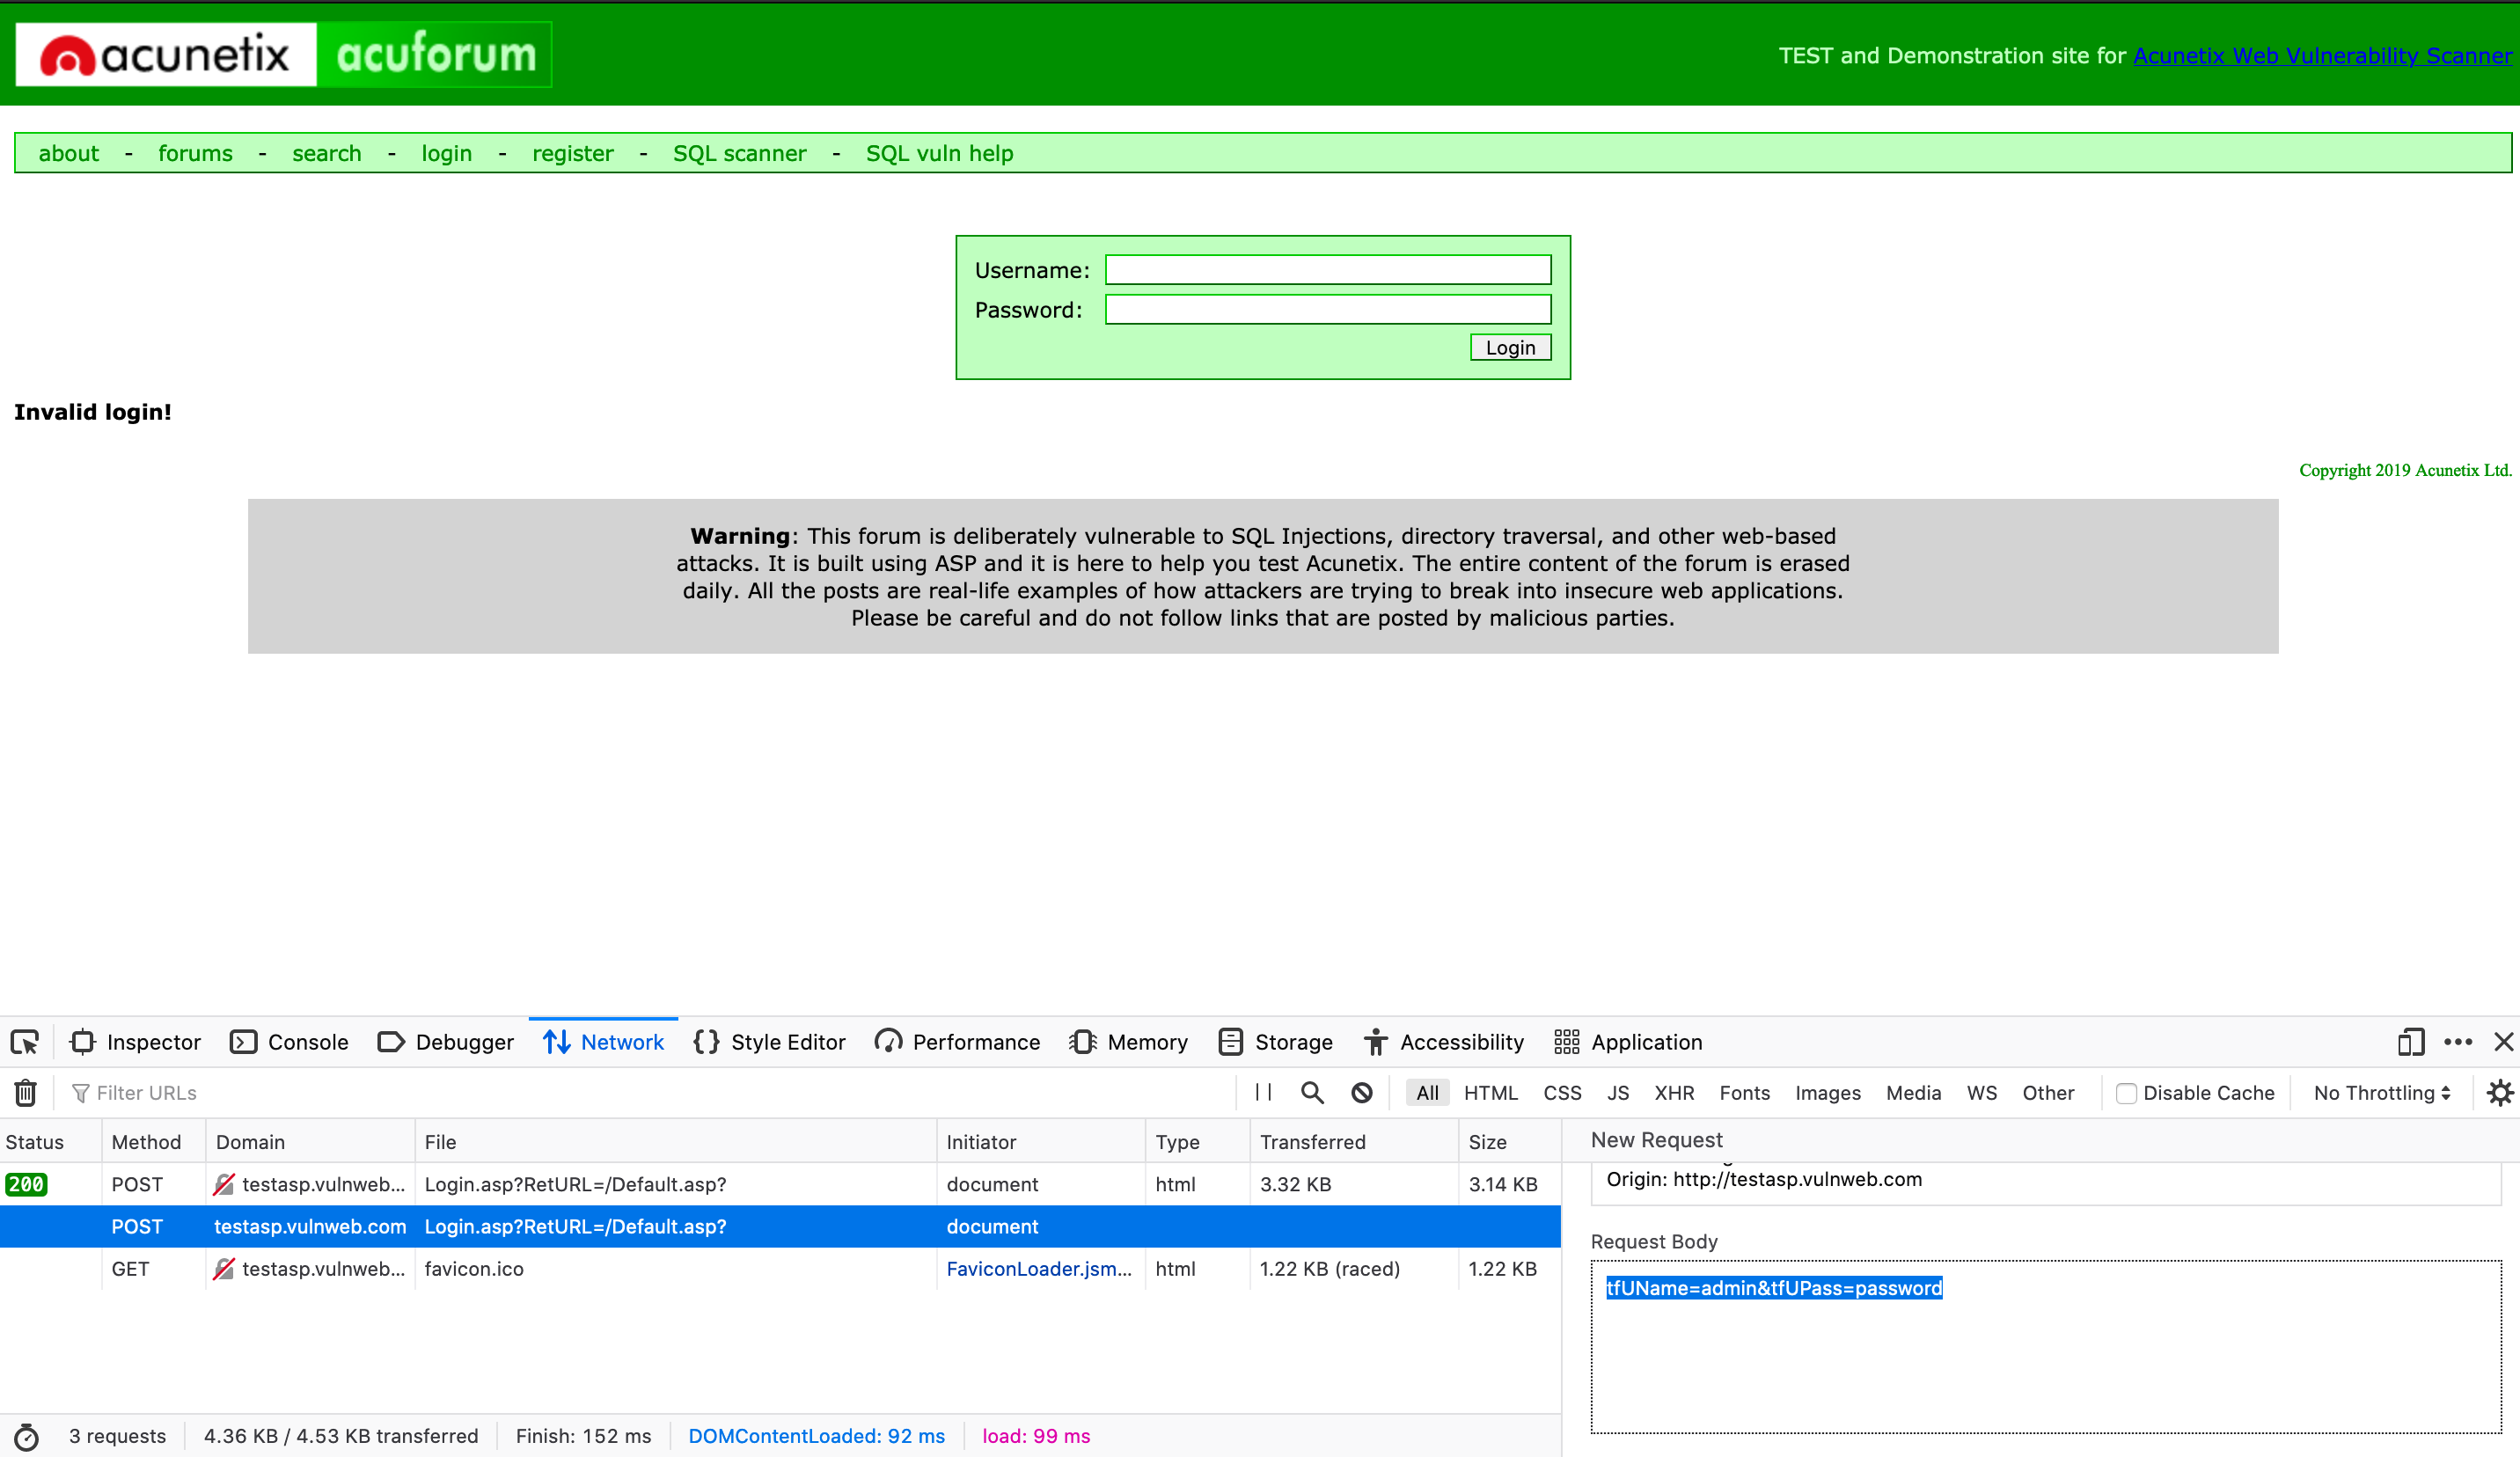 acunetix acuforum
TEST and Demonstration site for Acunetix Web Vulnerability Scanner
about - forums - search - login - register - SQL scanner - SQL vuln help
Username:
Password:
Login
Invalid login!
Copyright 2019 Acunetix Ltd.
Warning: This forum is deliberately vulnerable to SQL Injections, directory traversal, and other web-based
attacks. It is built using ASP and it is here to help you test Acunetix. The entire content of the forum is erased
daily. All the posts are real-life examples of how attackers are trying to break into insecure web applications.
Please be careful and do not follow links that are posted by malicious parties.
Inspector Console Debugger Network Style Editor Performance Memory Storage Accessibility Application
Filter URLs All HTML CSS JS XHR Fonts Images Media WS Other Disable Cache No Throttling
Status Method Domain File Initiator Type Transferred Size
200 POST testasp.vulnweb... Login.asp?RetURL=/Default.asp? document html 3.32 KB 3.14 KB
POST testasp.vulnweb.com Login.asp?RetURL=/Default.asp? document
GET testasp.vulnweb... favicon.ico FaviconLoader.jsm... html 1.22 KB (raced) 1.22 KB
3 requests 4.36 KB / 4.53 KB transferred Finish: 152 ms DOMContentLoaded: 92 ms load: 99 ms
New Request
Origin: http://testasp.vulnweb.com
Request Body
tfUName=admin&tfUPass=password